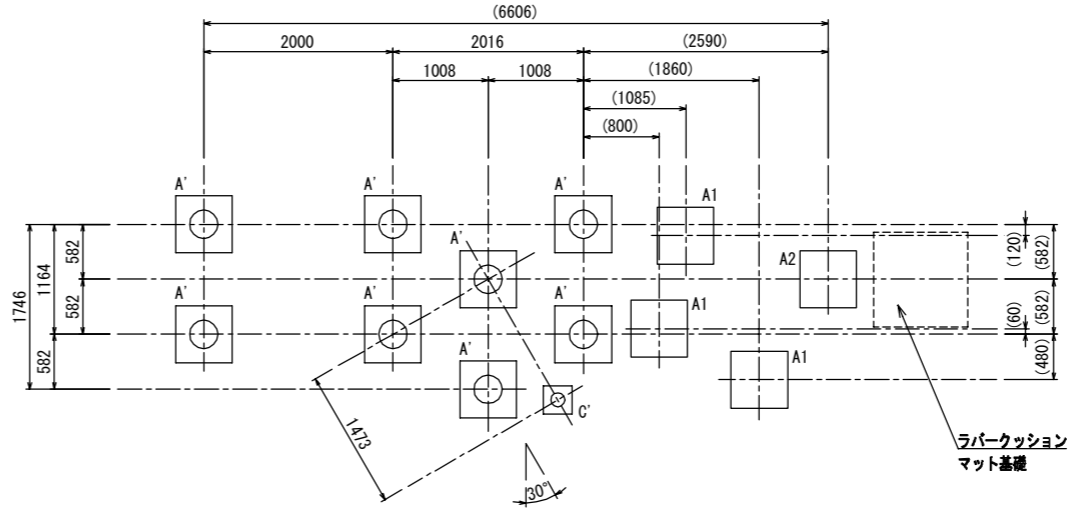 (6606)
2000
2016
(2590)
1008
1008
(1860)
(1085)
(800)
A'
A'
A'
A1
A'
A2
1746
1164
582
582
582
(120)
(582)
(582)
(60)
(480)
A'
A'
A'
A1
A'
A1
C'
1473
30°
ラバークッション
マット基礎